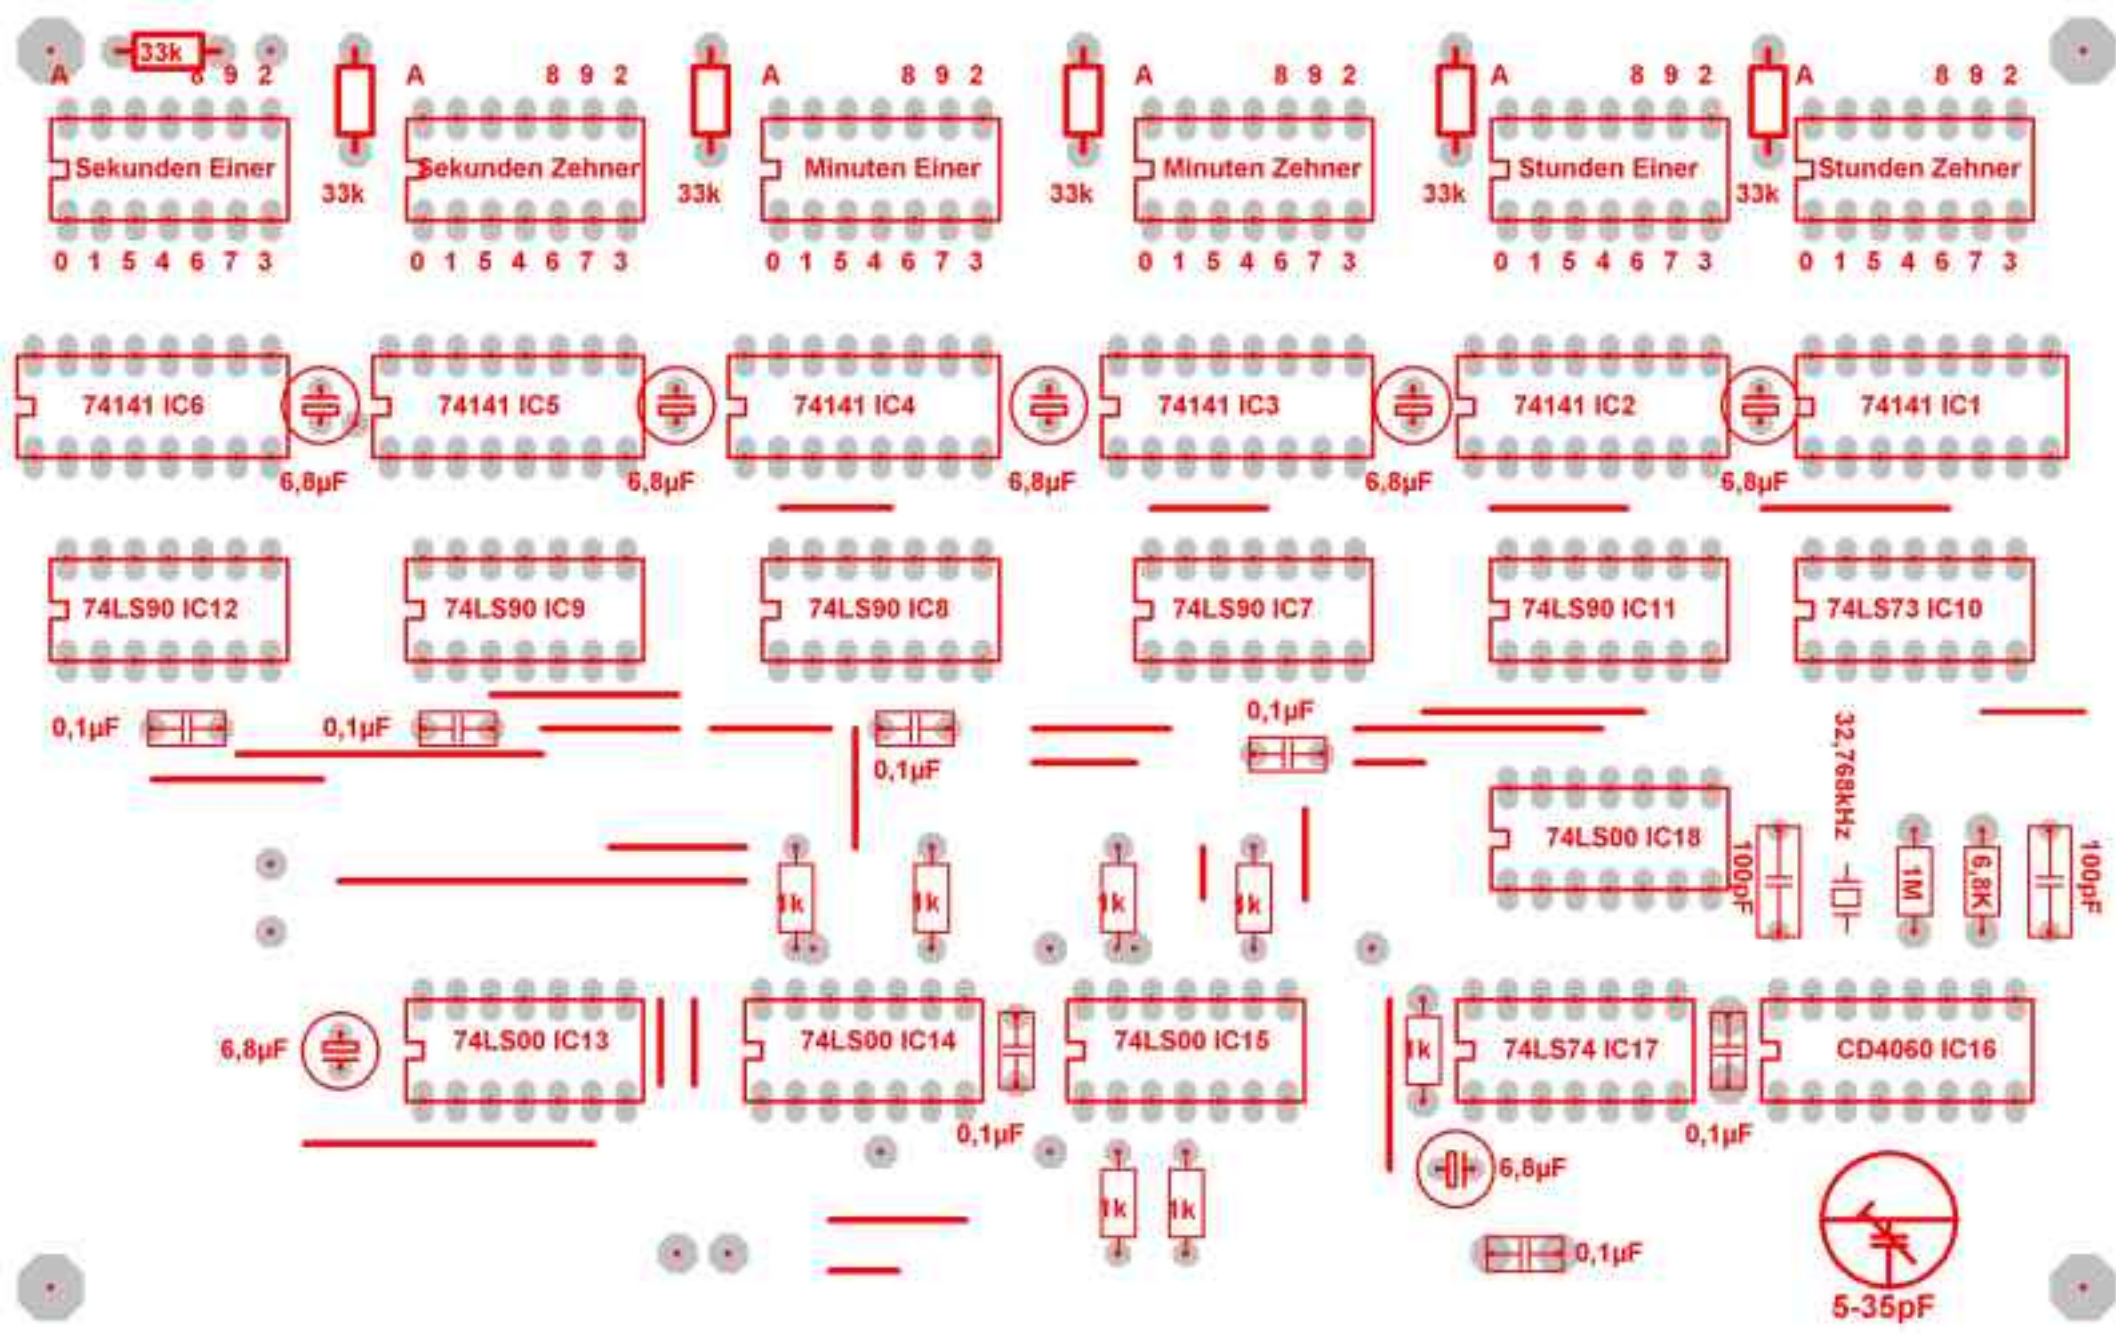 33k
A 8 9 2 A 8 9 2 A 8 9 2 A 8 9 2 A 8 9 2 A 8 9 2
Sekunden Einer Sekunden Zehner Minuten Einer Minuten Zehner Stunden Einer Stunden Zehner
33k 33k 33k 33k 33k
0 1 5 4 6 7 3 0 1 5 4 6 7 3 0 1 5 4 6 7 3 0 1 5 4 6 7 3 0 1 5 4 6 7 3 0 1 5 4 6 7 3
74141 IC6 74141 IC5 74141 IC4 74141 IC3 74141 IC2 74141 IC1
6,8µF 6,8µF 6,8µF 6,8µF 6,8µF
74LS90 IC12 74LS90 IC9 74LS90 IC8 74LS90 IC7 74LS90 IC11 74LS73 IC10
0,1µF 0,1µF 0,1µF 0,1µF
32,768kHz
74LS00 IC18
100pF 1M 6,8K 100pF
1k 1k 1k 1k
6,8µF 74LS00 IC13 74LS00 IC14 74LS00 IC15 1k 74LS74 IC17 CD4060 IC16
0,1µF 0,1µF
6,8µF
1k 1k
0,1µF
5-35pF